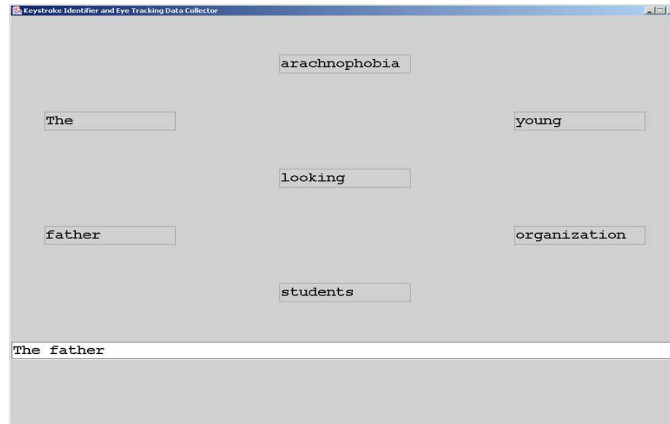 Keystroke Identifier and Eye Tracking Data Collector
arachnophobia
The
young
looking
father
organization
students
The father